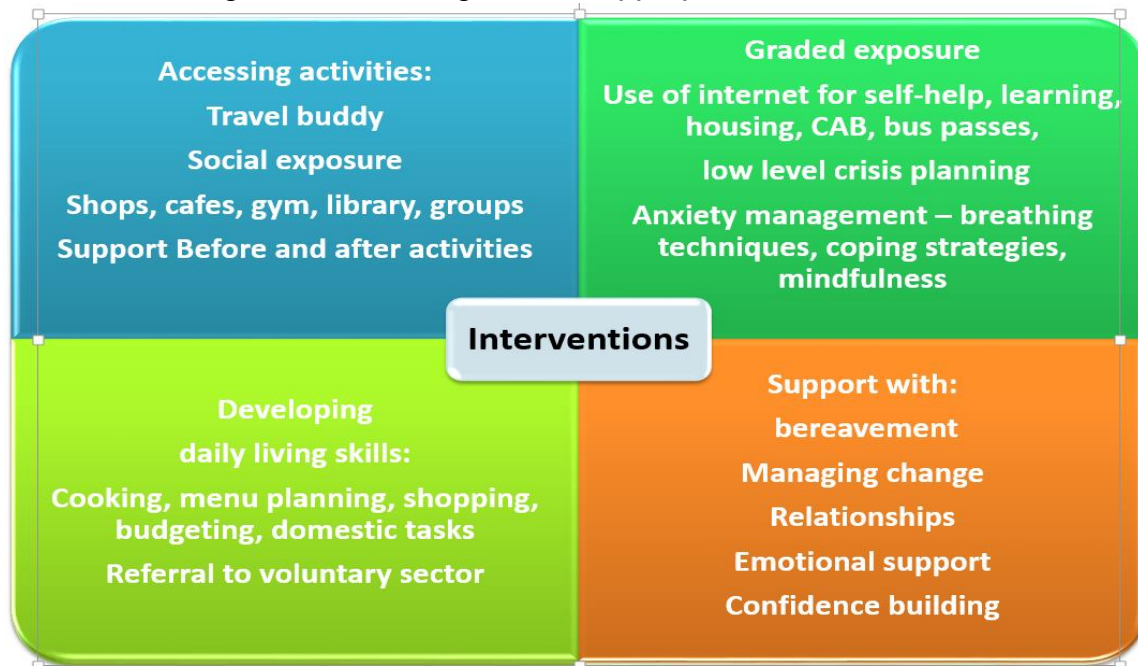 Accessing activities:
Travel buddy
Social exposure
Shops, cafes, gym, library, groups
Support Before and after activities
Graded exposure
Use of internet for self-help, learning,
housing, CAB, bus passes,
low level crisis planning
Anxiety management – breathing
techniques, coping strategies,
mindfulness
Interventions
Developing
daily living skills:
Cooking, menu planning, shopping,
budgeting, domestic tasks
Referral to voluntary sector
Support with:
bereavement
Managing change
Relationships
Emotional support
Confidence building